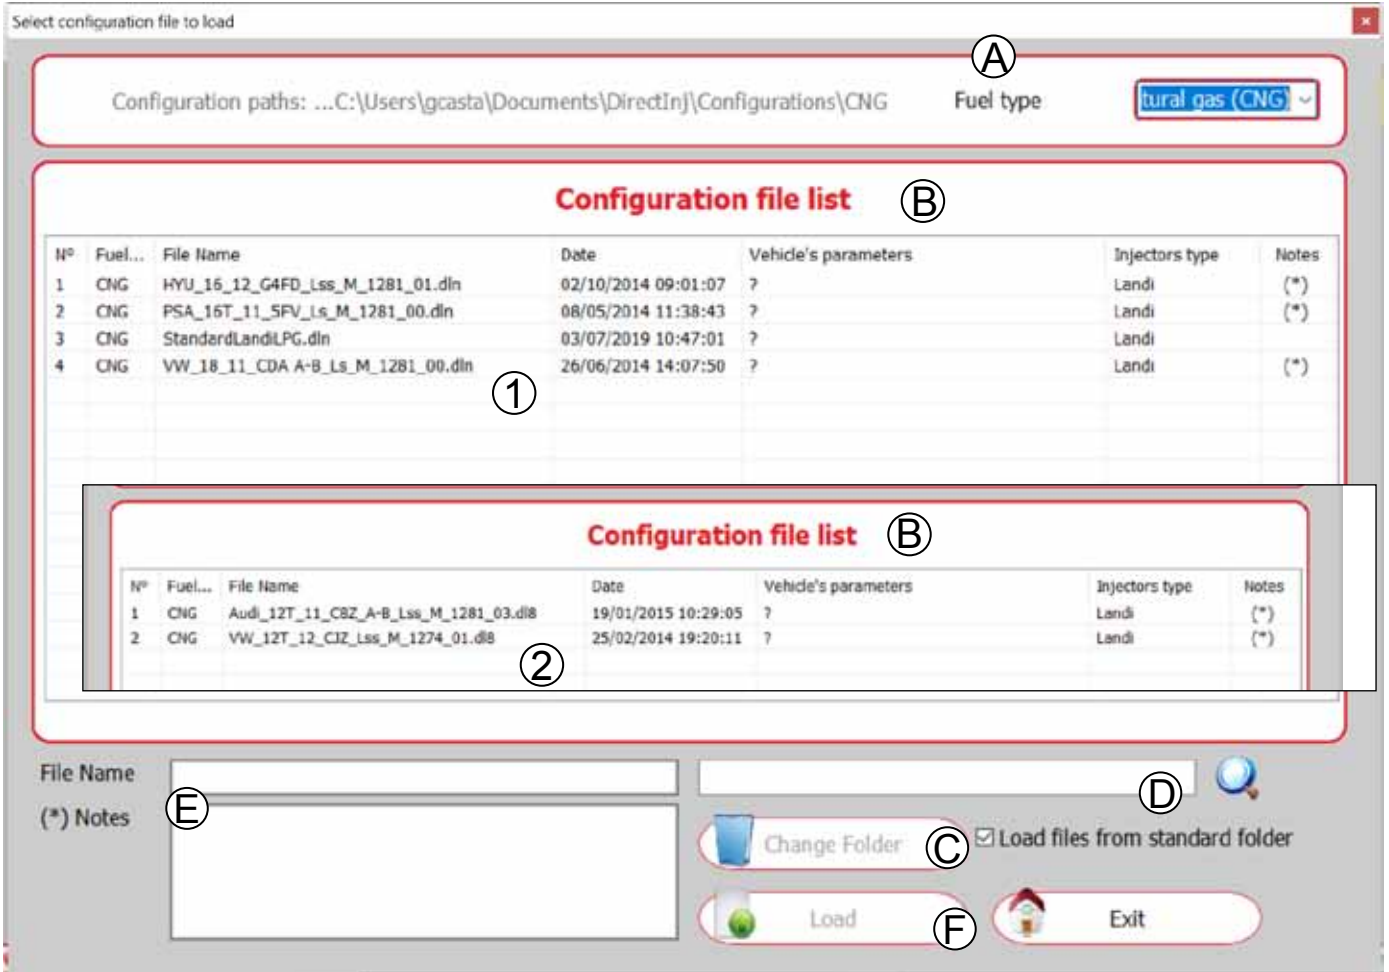 Select configuration file to load
A
Configuration paths: ...C:\Users\gcasta\Documents\DirectInj\Configurations\CNG Fuel type tural gas (CNG)
Configuration file list B
Nº Fuel... File Name Date Vehicle's parameters Injectors type Notes
1 CNG HYU_16_12_G4FD_Lss_M_1281_01.dln 02/10/2014 09:01:07 ? Landi (*)
2 CNG PSA_16T_11_5FV_Ls_M_1281_00.dln 08/05/2014 11:38:43 ? Landi (*)
3 CNG StandardLandiLPG.dln 03/07/2019 10:47:01 ? Landi
4 CNG VW_18_11_CDA A-B_Ls_M_1281_00.dln 26/06/2014 14:07:50 ? Landi (*)
1
Configuration file list B
Nº Fuel... File Name Date Vehicle's parameters Injectors type Notes
1 CNG Audi_12T_11_CBZ_A-B_Lss_M_1281_03.dl8 19/01/2015 10:29:05 ? Landi (*)
2 CNG VW_12T_12_CJZ_Lss_M_1274_01.dl8 25/02/2014 19:20:11 ? Landi (*)
2
File Name D
(*) Notes E
Change Folder C Load files from standard folder
Load F Exit